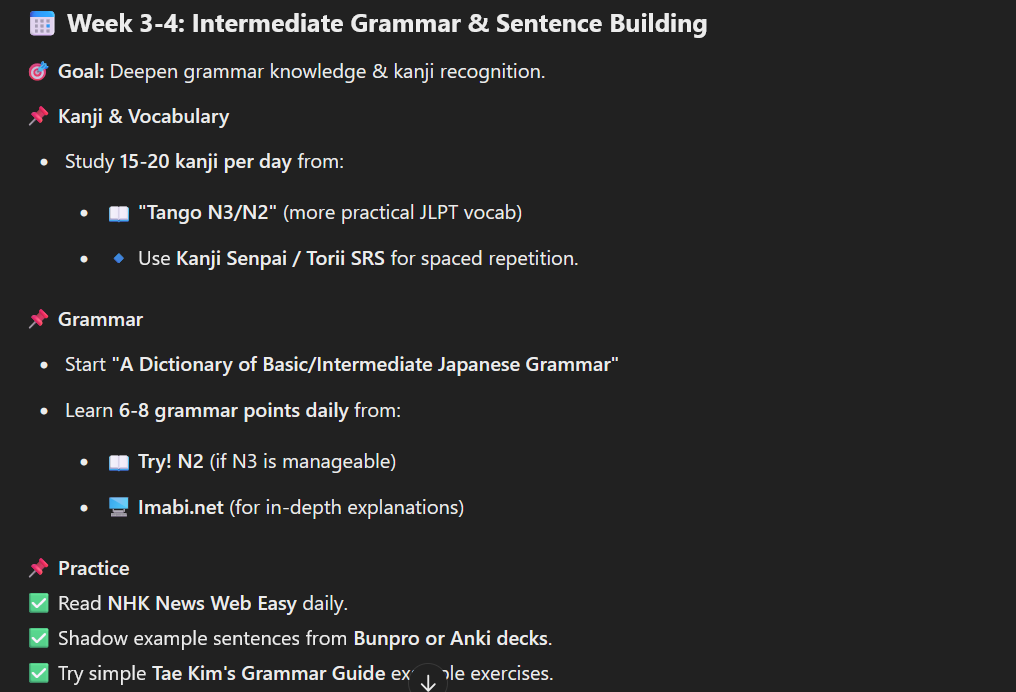 Week 3-4: Intermediate Grammar & Sentence Building
Goal: Deepen grammar knowledge & kanji recognition.
Kanji & Vocabulary
Study 15-20 kanji per day from:
"Tango N3/N2" (more practical JLPT vocab)
Use Kanji Senpai / Torii SRS for spaced repetition.
Grammar
Start "A Dictionary of Basic/Intermediate Japanese Grammar"
Learn 6-8 grammar points daily from:
Try! N2 (if N3 is manageable)
Imabi.net (for in-depth explanations)
Practice
Read NHK News Web Easy daily.
Shadow example sentences from Bunpro or Anki decks.
Try simple Tae Kim's Grammar Guide example exercises.